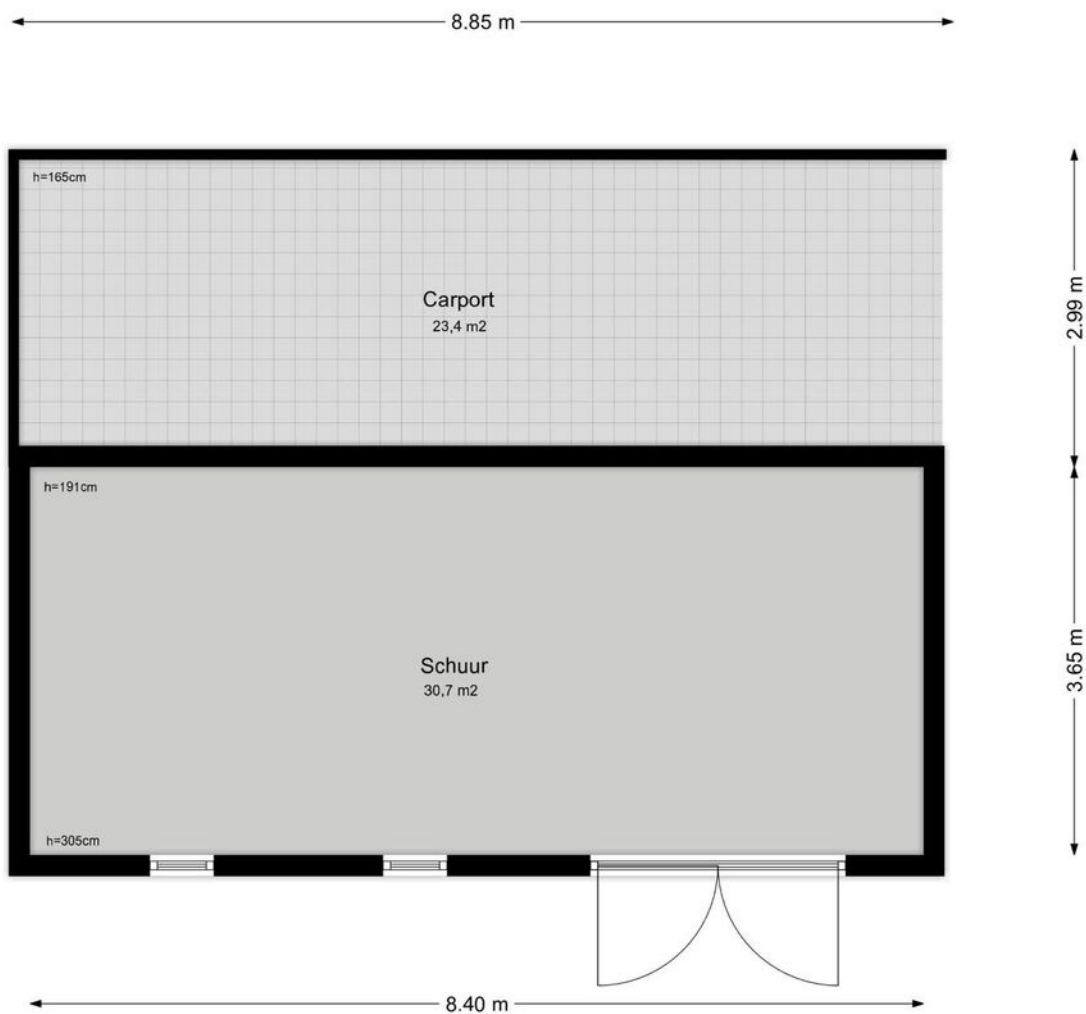 8.85 m
h=165cm
Carport
23,4 m2
2.99 m
h=191cm
Schuur
30,7 m2
3.65 m
h=305cm
8.40 m